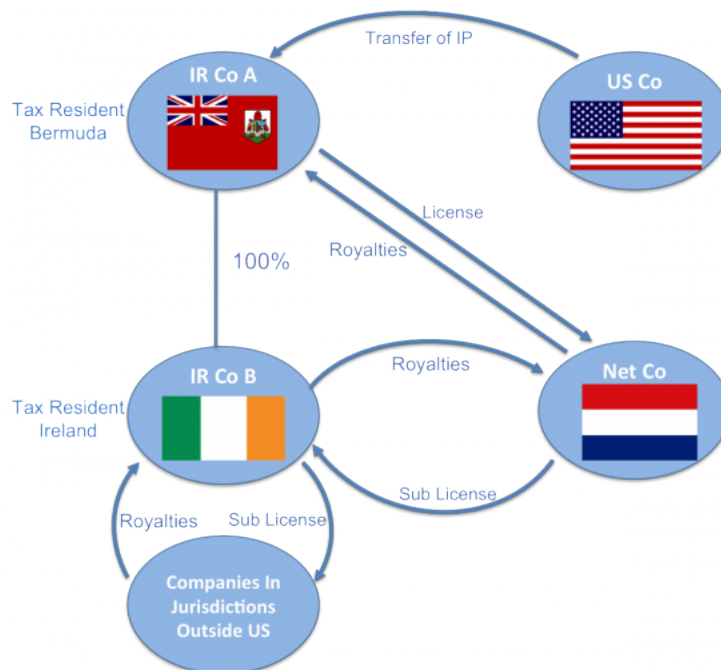 Transfer of IP
IR Co A
US Co
Tax Resident
Bermuda
License
Royalties
100%
IR Co B
Royalties
Net Co
Tax Resident
Ireland
Sub License
Royalties
Sub License
Companies In
Jurisdictions
Outside US